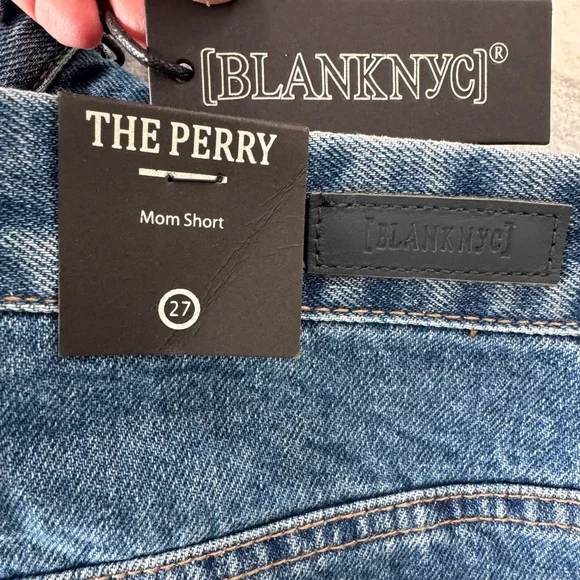 [BLANKNYC]®
THE PERRY
Mom Short
27
[BLANKNYC]